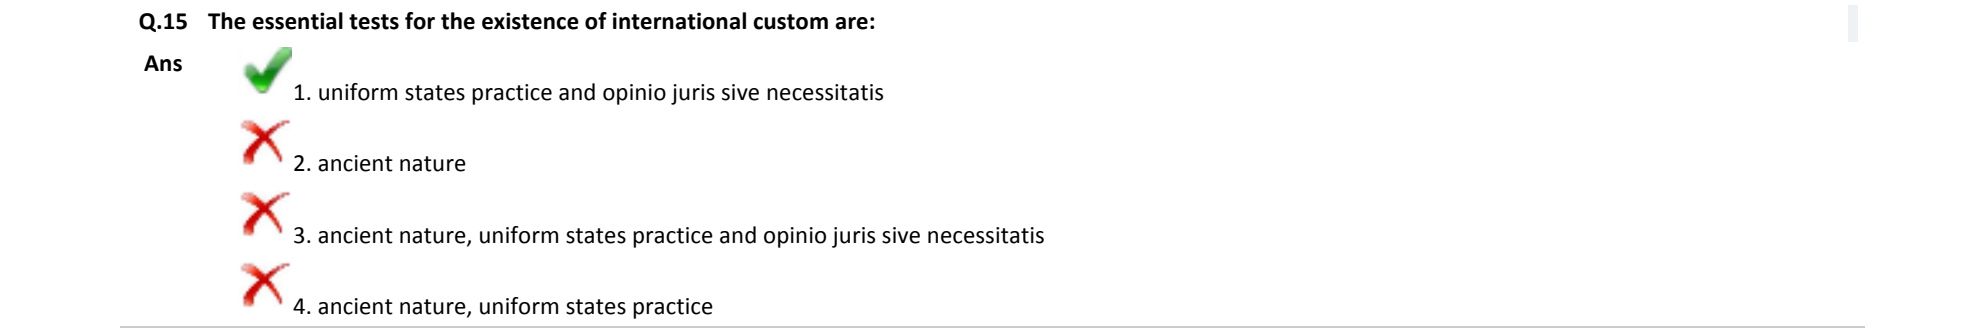 Q.15 The essential tests for the existence of international custom are:
Ans
1. uniform states practice and opinio juris sive necessitatis
2. ancient nature
3. ancient nature, uniform states practice and opinio juris sive necessitatis
4. ancient nature, uniform states practice